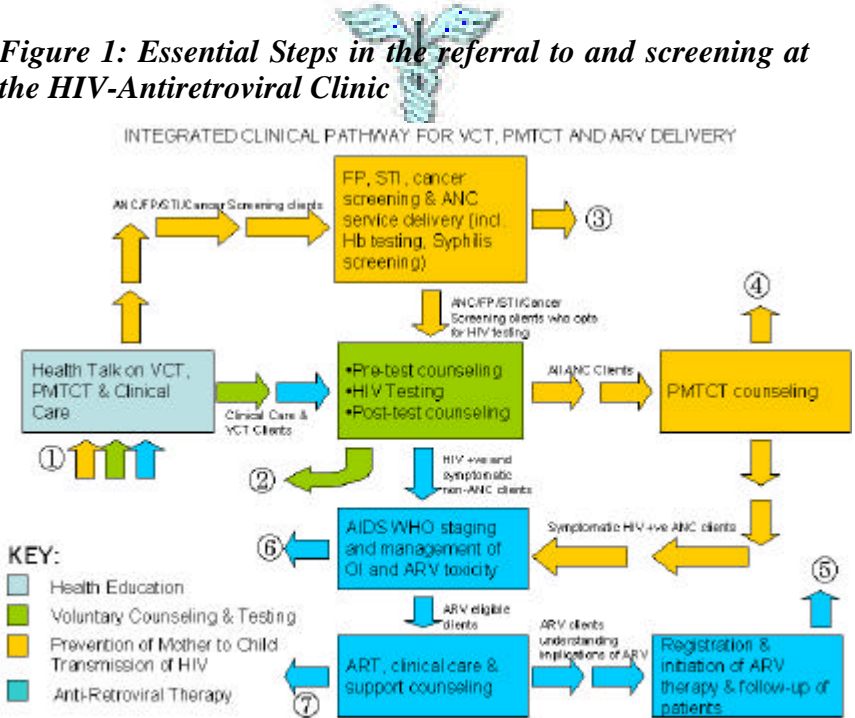 Figure 1: Essential Steps in the referral to and screening at
the HIV-Antiretroviral Clinic
INTEGRATED CLINICAL PATHWAY FOR VCT, PMTCT AND ARV DELIVERY
FP, STI, cancer
screening & ANC
service delivery (incl.
Hb testing, Syphilis
screening)
ANC/FP/STI/Cancer Screening clients
③
ANC/FP/STI/Cancer
Screening clients who opts
for HIV testing
④
Health Talk on VCT,
PMTCT & Clinical
Care
Clinical Care &
VCT Clients
•Pre-test counseling
•HIV Testing
•Post-test counseling
All ANC Clients
PMTCT counseling
①
②
HIV +ve and
symptomatic
non-ANC clients
⑥
AIDS WHO staging
and management of
OI and ARV toxicity
Symptomatic HIV +ve ANC clients
⑤
ARV eligible
clients
⑦
ART, clinical care &
support counseling
ARV clients
understanding
implications of ARV
Registration &
initiation of ARV
therapy & follow-up of
patients
KEY:
Health Education
Voluntary Counseling & Testing
Prevention of Mother to Child
Transmission of HIV
Anti-Retroviral Therapy